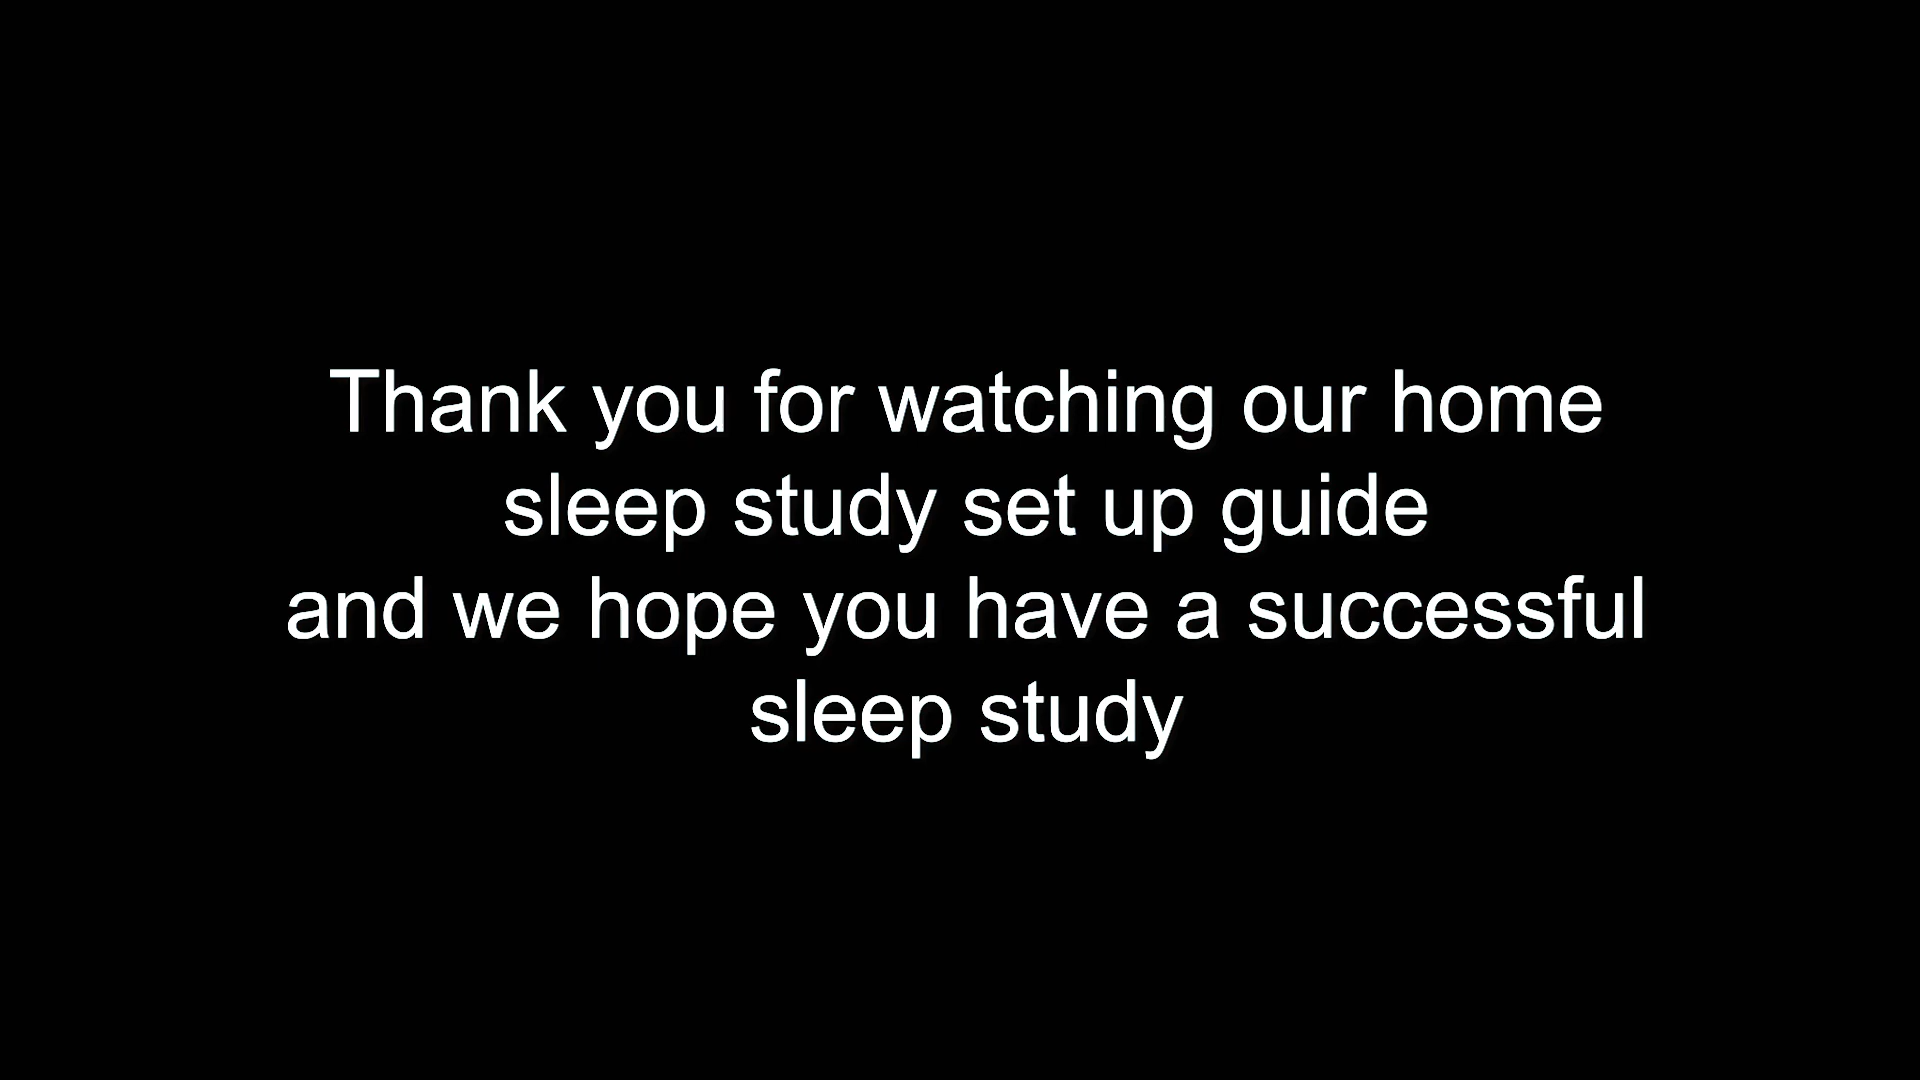 Thank you for watching our home
sleep study set up guide
and we hope you have a successful
sleep study